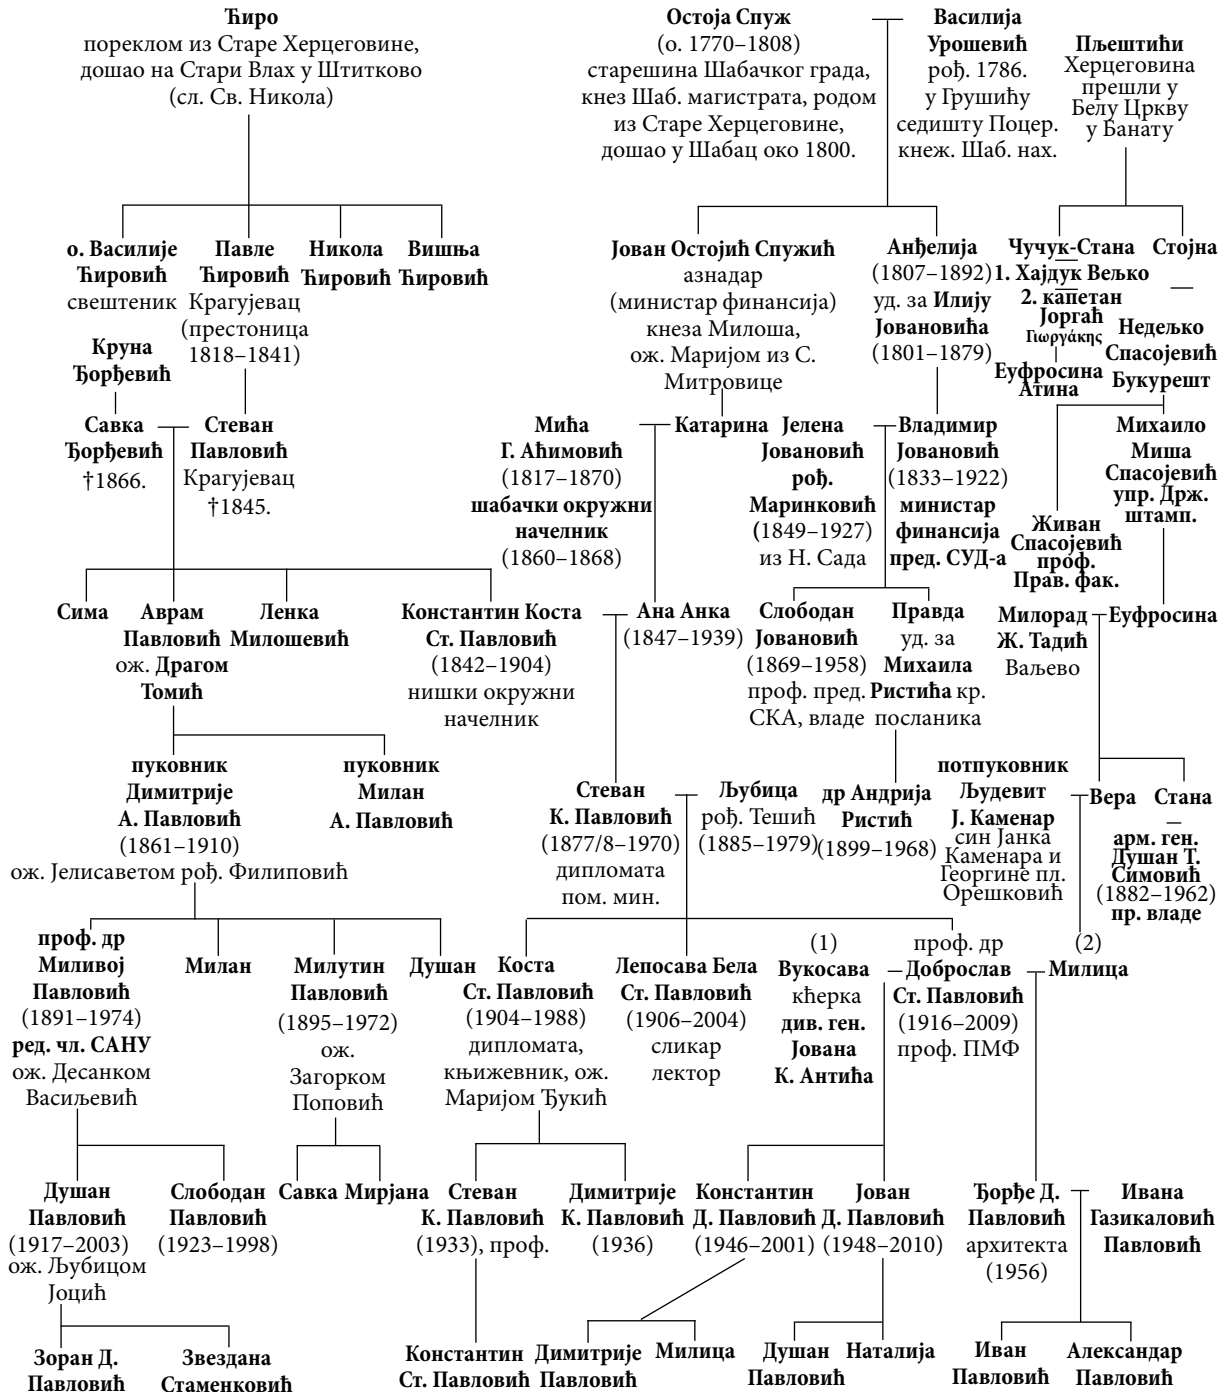 Ћиро
пореклом из Старе Херцеговине,
дошао на Стари Влах у Штитково
(сл. Св. Никола)
Остоја Спуж
(о. 1770–1808)
старешина Шабачког града,
кнез Шаб. магистрата, родом
из Старе Херцеговине,
дошао у Шабац око 1800.
Василија
Урошевић
рођ. 1786.
у Грушићу
седишту Поцер.
кнеж. Шаб. нах.
Пљештићи
Херцеговина
прешли у
Белу Цркву
у Банату
о. Василије
Ћировић
свештеник
Павле
Ћировић
Крагујевац
(престоница
1818–1841)
Никола
Ћировић
Вишња
Ћировић
Јован Остојић Спужић
азнадар
(министар финансија)
кнеза Милоша,
ож. Маријом из С.
Митровице
Анђелија
(1807–1892)
уд. за Илију
Јовановића
(1801–1879)
Чучук-Стана
1. Хајдук Вељко
2. капетан
Јоргаћ
Γιωργάκης
Еуфросина
Атина
Стојна
Недељко
Спасојевић
Букурешт
Круна
Ђорђевић
Савка
Ђорђевић
†1866.
Стеван
Павловић
Крагујевац
†1845.
Мића
Г. Аћимовић
(1817–1870)
шабачки окружни
начелник
(1860–1868)
Катарина
Јелена
Јовановић
рођ.
Маринковић
(1849–1927)
из Н. Сада
Владимир
Јовановић
(1833–1922)
министар
финансија
пред. СУД-а
Михаило
Миша
Спасојевић
упр. Држ.
штамп.
Живан
Спасојевић
проф.
Прав. фак.
Сима
Аврам
Павловић
ож. Драгом
Томић
Ленка
Милошевић
Константин Коста
Ст. Павловић
(1842–1904)
нишки окружни
начелник
Ана Анка
(1847–1939)
Слободан
Јовановић
(1869–1958)
проф. пред.
СКА, владе
Правда
уд. за
Михаила
Ристића кр.
посланика
Милорад
Ж. Тадић
Ваљево
Еуфросина
пуковник
Димитрије
А. Павловић
(1861–1910)
ож. Јелисаветом рођ. Филиповић
пуковник
Милан
А. Павловић
Стеван
К. Павловић
(1877/8–1970)
дипломата
пом. мин.
Љубица
рођ. Тешић
(1885–1979)
др Андрија
Ристић
(1899–1968)
потпуковник
Људевит
Ј. Каменар
син Јанка
Каменара и
Георгине пл.
Орешковић
Вера
Стана
арм. ген.
Душан Т.
Симовић
(1882–1962)
пр. владе
проф. др
Миливој
Павловић
(1891–1974)
ред. чл. САНУ
ож. Десанком
Васиљевић
Милан
Милутин
Павловић
(1895–1972)
ож.
Загорком
Поповић
Душан
Коста
Ст. Павловић
(1904–1988)
дипломата,
књижевник, ож.
Маријом Ђукић
Лепосава Бела
Ст. Павловић
(1906–2004)
сликар
лектор
(1)
Вукосава
кћерка
див. ген.
Јована
К. Антића
проф. др
Доброслав
Ст. Павловић
(1916–2009)
проф. ПМФ
(2)
Милица
Душан
Павловић
(1917–2003)
ож. Љубицом
Јоцић
Слободан
Павловић
(1923–1998)
Савка
Мирјана
Стеван
К. Павловић
(1933), проф.
Димитрије
К. Павловић
(1936)
Константин
Д. Павловић
(1946–2001)
Јован
Д. Павловић
(1948–2010)
Ђорђе Д.
Павловић
архитекта
(1956)
Ивана
Газикаловић
Павловић
Зоран Д.
Павловић
Звездана
Стаменковић
Константин
Ст. Павловић
Димитрије
Павловић
Милица
Душан
Павловић
Наталија
Иван
Павловић
Александар
Павловић